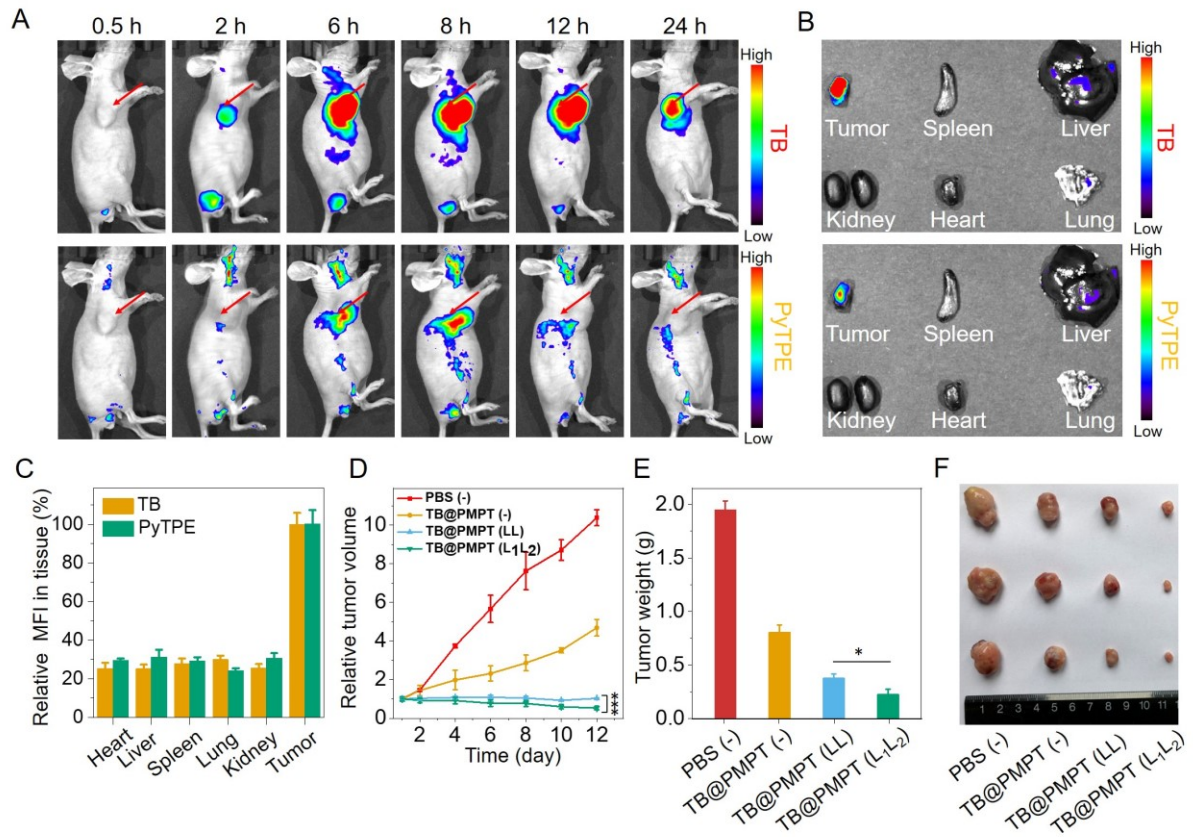 A
0.5 h 2 h 6 h 8 h 12 h 24 h
High
TB
Low
High
PyTPE
Low
B
Tumor Spleen Liver
Kidney Heart Lung
High
TB
Low
Tumor Spleen Liver
Kidney Heart Lung
High
PyTPE
Low
C
Relative MFI in tissue (%)
TB
PyTPE
100
75
50
25
0
Heart Liver Spleen Lung Kidney Tumor
D
Relative tumor volume
PBS (-)
TB@PMPT (-)
TB@PMPT (LL)
TB@PMPT (L₁L₂)
10
8
6
4
2
0
***
2 4 6 8 10 12
Time (day)
E
Tumor weight (g)
2.0
1.5
1.0
0.5
0.0
*
PBS (-) TB@PMPT (-) TB@PMPT (LL) TB@PMPT (L₁L₂)
F
1 2 3 4 5 6 7 8 9 10 11 1
PBS (-) TB@PMPT (-) TB@PMPT (LL) TB@PMPT (L₁L₂)